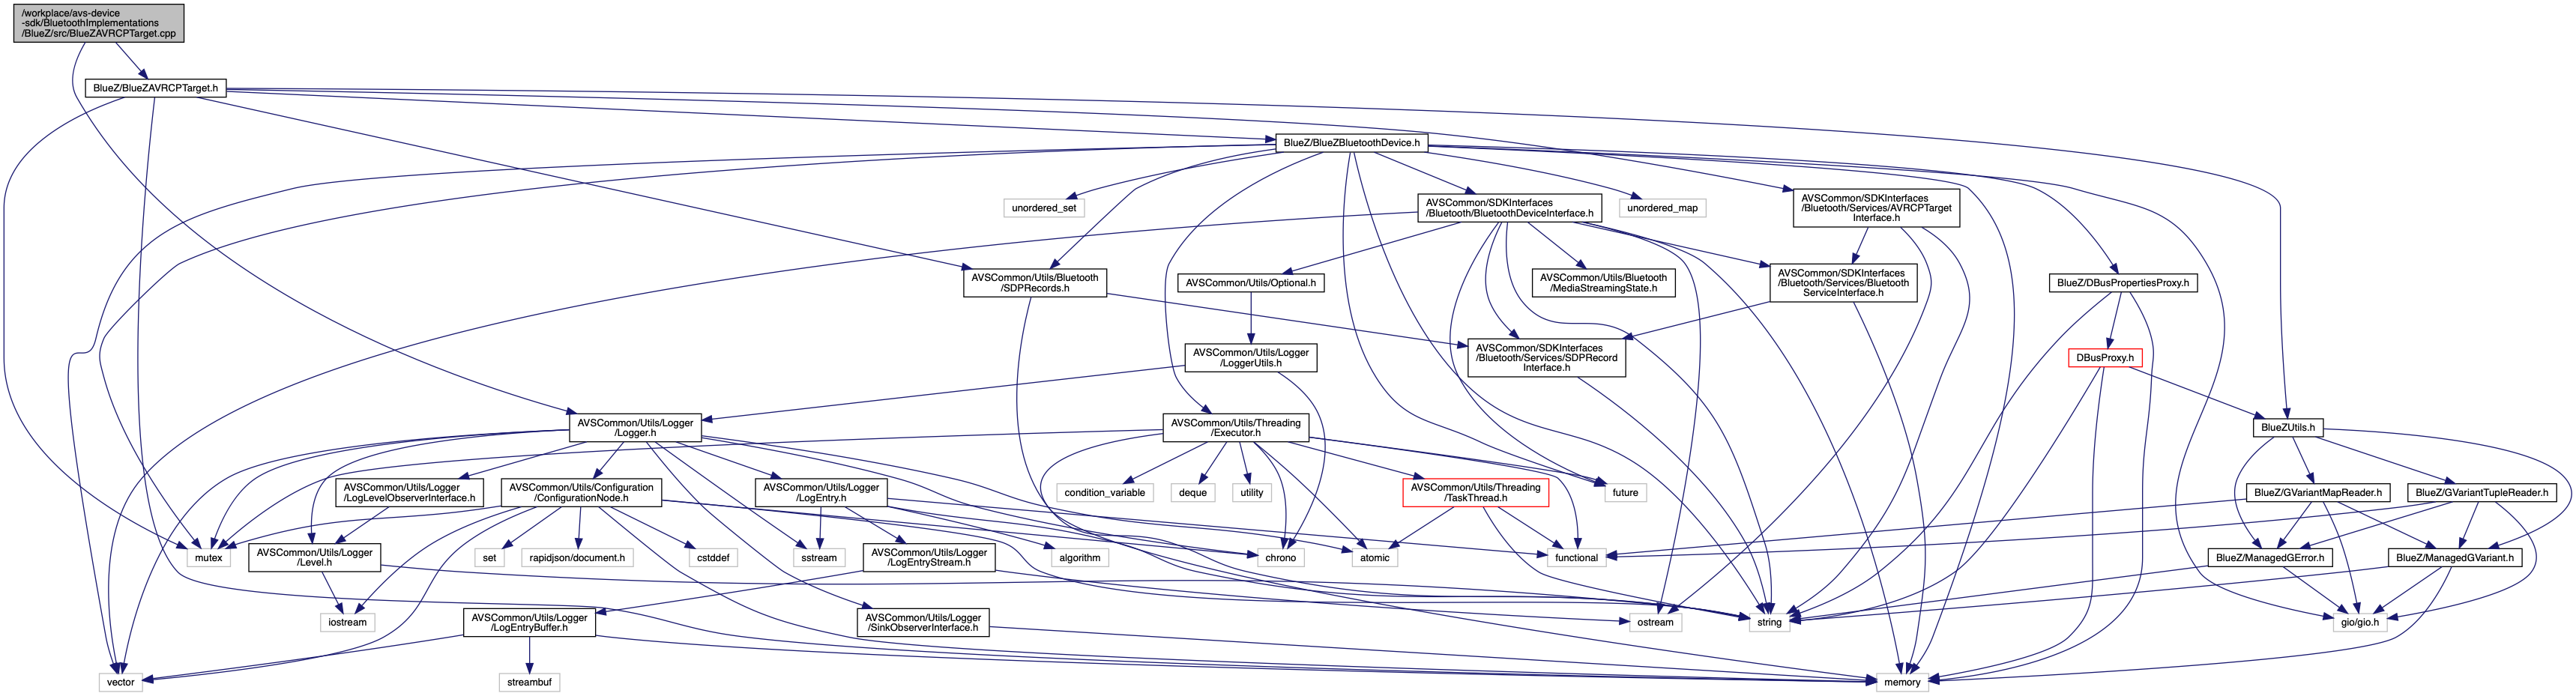 /workplace/avs-device
-sdk/BluetoothImplementations
/BlueZ/src/BlueZAVRCPTarget.cpp
BlueZ/BlueZAVRCPTarget.h
BlueZ/BlueZBluetoothDevice.h
unordered_set
AVSCommon/SDKInterfaces
/Bluetooth/BluetoothDeviceInterface.h
unordered_map
AVSCommon/SDKInterfaces
/Bluetooth/Services/AVRCPTarget
Interface.h
AVSCommon/Utils/Bluetooth
/SDPRecords.h
AVSCommon/Utils/Optional.h
AVSCommon/Utils/Bluetooth
/MediaStreamingState.h
AVSCommon/SDKInterfaces
/Bluetooth/Services/Bluetooth
ServiceInterface.h
BlueZ/DBusPropertiesProxy.h
AVSCommon/Utils/Logger
/LoggerUtils.h
AVSCommon/SDKInterfaces
/Bluetooth/Services/SDPRecord
Interface.h
DBusProxy.h
AVSCommon/Utils/Logger
/Logger.h
AVSCommon/Utils/Threading
/Executor.h
BlueZUtils.h
AVSCommon/Utils/Logger
/LogLevelObserverInterface.h
AVSCommon/Utils/Configuration
/ConfigurationNode.h
AVSCommon/Utils/Logger
/LogEntry.h
condition_variable
deque
utility
AVSCommon/Utils/Threading
/TaskThread.h
future
BlueZ/GVariantMapReader.h
BlueZ/GVariantTupleReader.h
mutex
AVSCommon/Utils/Logger
/Level.h
set
rapidjson/document.h
cstddef
sstream
AVSCommon/Utils/Logger
/LogEntryStream.h
algorithm
chrono
atomic
functional
BlueZ/ManagedGError.h
BlueZ/ManagedGVariant.h
iostream
AVSCommon/Utils/Logger
/LogEntryBuffer.h
AVSCommon/Utils/Logger
/SinkObserverInterface.h
ostream
string
gio/gio.h
vector
streambuf
memory